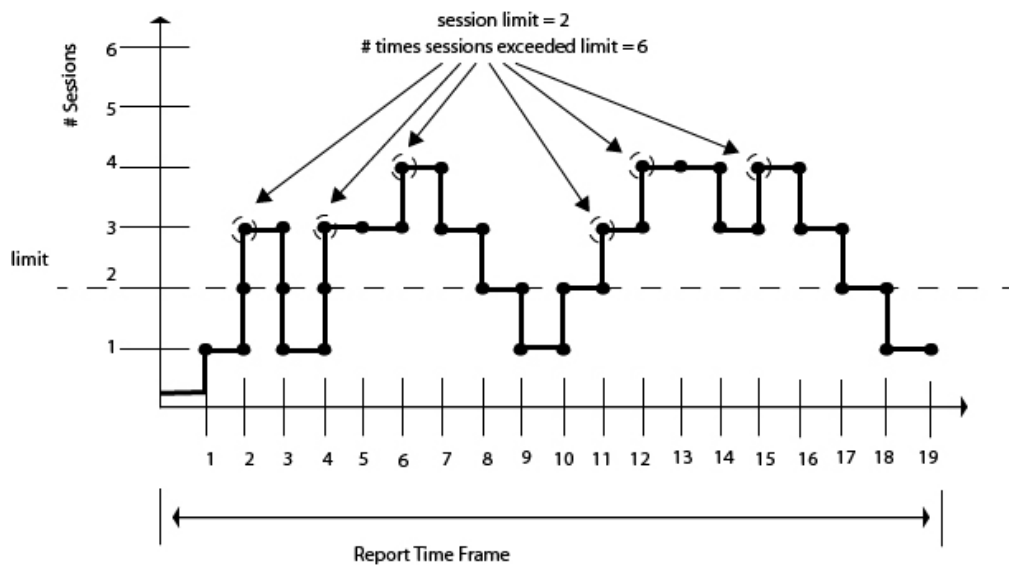 session limit = 2
# times sessions exceeded limit = 6
# Sessions
6
5
4
3
limit
2
1
1 2 3 4 5 6 7 8 9 10 11 12 13 14 15 16 17 18 19
Report Time Frame